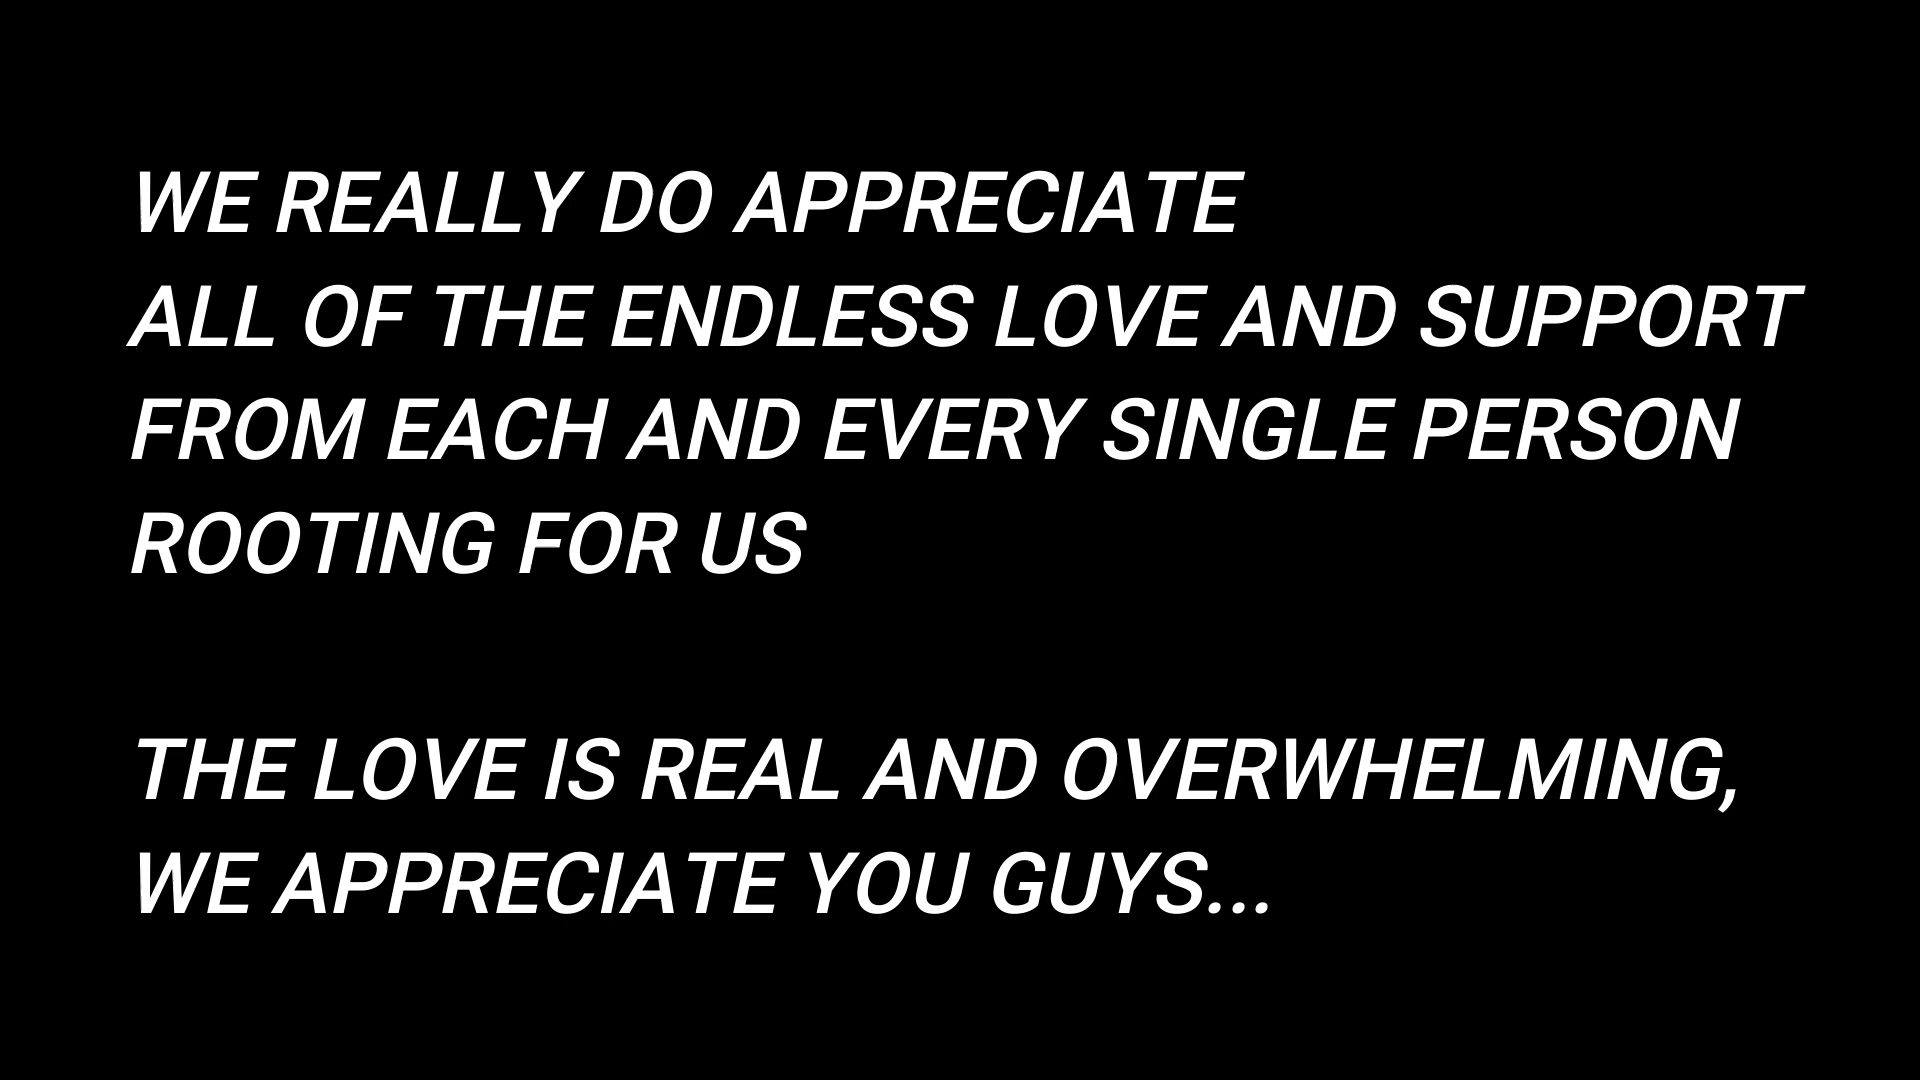 WE REALLY DO APPRECIATE
ALL OF THE ENDLESS LOVE AND SUPPORT
FROM EACH AND EVERY SINGLE PERSON
ROOTING FOR US
THE LOVE IS REAL AND OVERWHELMING,
WE APPRECIATE YOU GUYS...